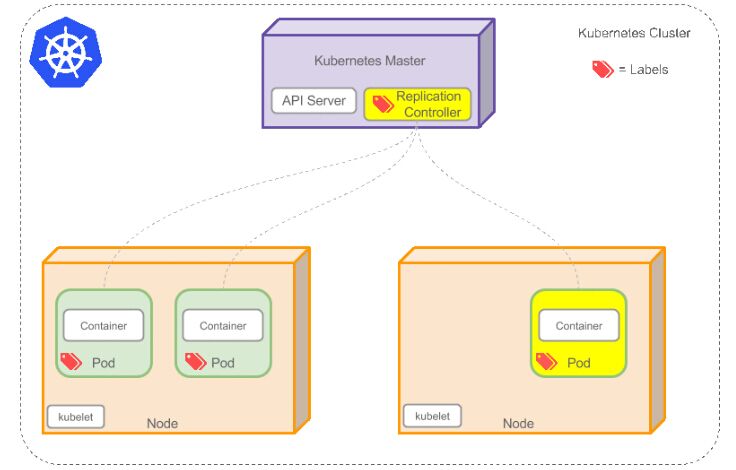 Kubernetes Cluster
= Labels
Kubernetes Master
API Server
Replication
Controller
Container
Pod
Container
Pod
kubelet
Node
Container
Pod
kubelet
Node